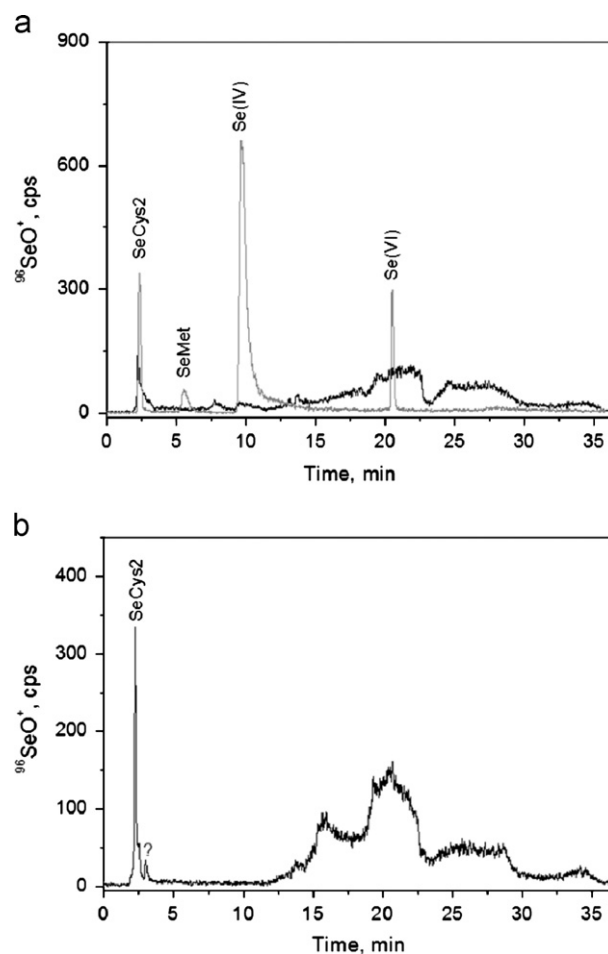 a
900
600
300
0
⁹⁶SeO⁺, cps
SeCys2
SeMet
Se(IV)
Se(VI)
0 5 10 15 20 25 30 35
Time, min
b
400
300
200
100
0
⁹⁶SeO⁺, cps
SeCys2
?
0 5 10 15 20 25 30 35
Time, min